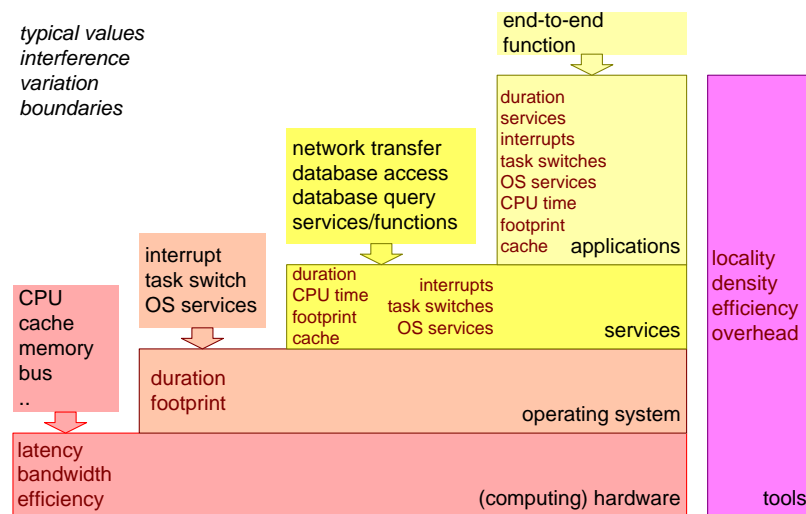 typical values
interference
variation
boundaries
end-to-end
function
duration
services
interrupts
task switches
OS services
CPU time
footprint
cache
applications
network transfer
database access
database query
services/functions
duration
CPU time
footprint
cache
interrupts
task switches
OS services
services
interrupt
task switch
OS services
duration
footprint
operating system
CPU
cache
memory
bus
..
latency
bandwidth
efficiency
(computing) hardware
locality
density
efficiency
overhead
tools